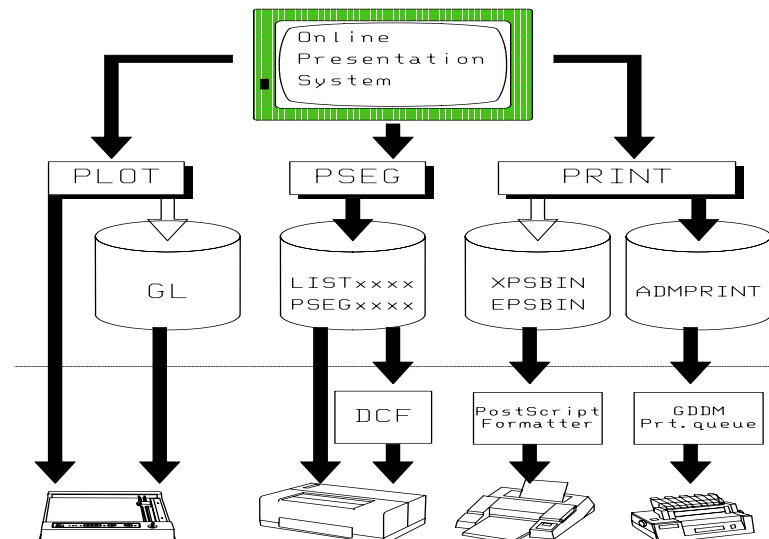 Online
Presentation
System
PLOT
PSEG
PRINT
GL
LISTxxxx
PSEGxxxx
XPSBIN
EPSBIN
ADMPRINT
DCF
PostScript
Formatter
GDDM
Prt.queue